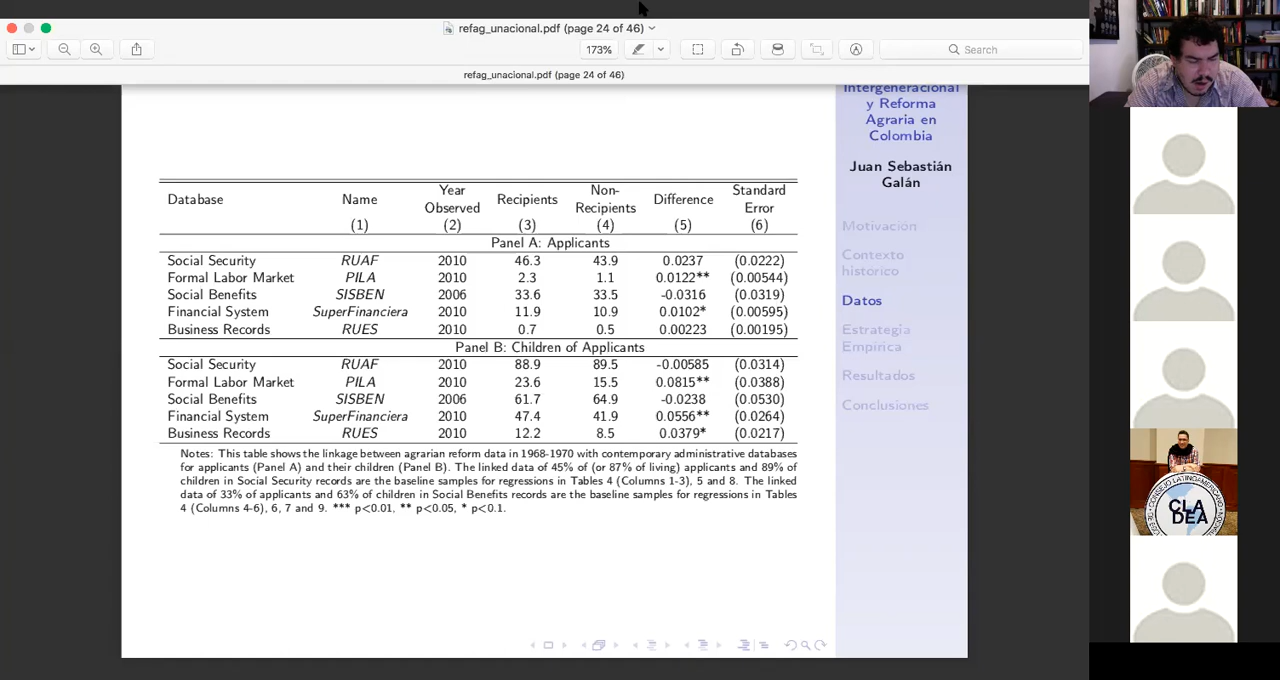 refag_unacional.pdf (page 24 of 46)
173%
Search
refag_unacional.pdf (page 24 of 46)
Intergeneracional
y Reforma
Agraria en
Colombia
Juan Sebastián
Galán
Motivación
Contexto
historico
Datos
Estrategia
Empirica
Resultados
Conclusiones
Database Name Year Observed Recipients Non-Recipients Difference Standard Error
(1) (2) (3) (4) (5) (6)
Panel A: Applicants
Social Security RUAF 2010 46.3 43.9 0.0237 (0.0222)
Formal Labor Market PILA 2010 2.3 1.1 0.0122** (0.00544)
Social Benefits SISBEN 2006 33.6 33.5 -0.0316 (0.0319)
Financial System SuperFinanciera 2010 11.9 10.9 0.0102* (0.00595)
Business Records RUES 2010 0.7 0.5 0.00223 (0.00195)
Panel B: Children of Applicants
Social Security RUAF 2010 88.9 89.5 -0.00585 (0.0314)
Formal Labor Market PILA 2010 23.6 15.5 0.0815** (0.0388)
Social Benefits SISBEN 2006 61.7 64.9 -0.0238 (0.0530)
Financial System SuperFinanciera 2010 47.4 41.9 0.0556** (0.0264)
Business Records RUES 2010 12.2 8.5 0.0379* (0.0217)
Notes: This table shows the linkage between agrarian reform data in 1968-1970 with contemporary administrative databases
for applicants (Panel A) and their children (Panel B). The linked data of 45% of (or 87% of living) applicants and 89% of
children in Social Security records are the baseline samples for regressions in Tables 4 (Columns 1-3), 5 and 8. The linked
data of 33% of applicants and 63% of children in Social Benefits records are the baseline samples for regressions in Tables
4 (Columns 4-6), 6, 7 and 9. *** p<0.01, ** p<0.05, * p<0.1.
CONSEJO LATINOAMERICANO
CLA
DEA